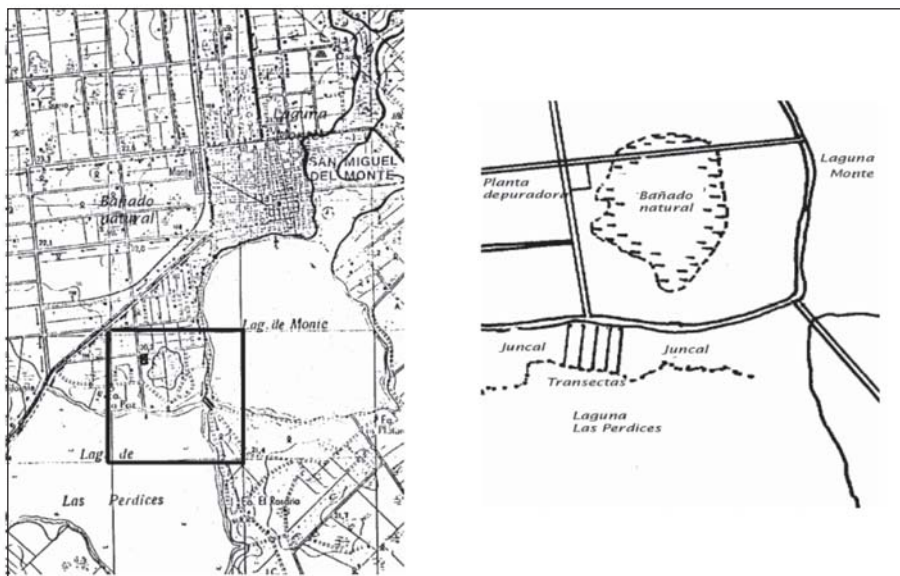 Laguna
SAN MIGUEL
DEL MONTE
Bañado
natural
Lag. de Monte
Lag. de
Las Perdices
Planta
depuradora
Bañado
natural
Laguna
Monte
Juncal
Juncal
Transectas
Laguna
Las Perdices